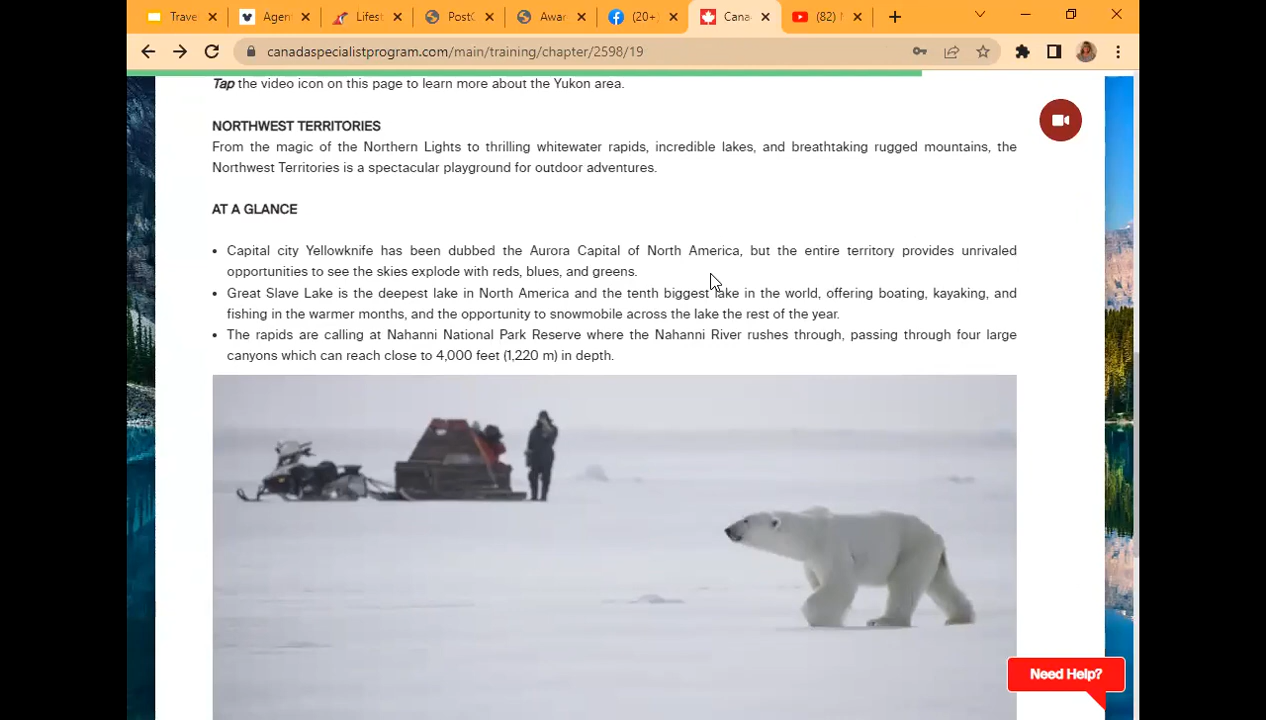 Trave
Agen
Lifest
PostC
Awar
(20+
Cana
(82)
canadaspecialistprogram.com/main/training/chapter/2598/19
Tap the video icon on this page to learn more about the Yukon area.
NORTHWEST TERRITORIES
From the magic of the Northern Lights to thrilling whitewater rapids, incredible lakes, and breathtaking rugged mountains, the
Northwest Territories is a spectacular playground for outdoor adventures.
AT A GLANCE
• Capital city Yellowknife has been dubbed the Aurora Capital of North America, but the entire territory provides unrivaled
opportunities to see the skies explode with reds, blues, and greens.
• Great Slave Lake is the deepest lake in North America and the tenth biggest lake in the world, offering boating, kayaking, and
fishing in the warmer months, and the opportunity to snowmobile across the lake the rest of the year.
• The rapids are calling at Nahanni National Park Reserve where the Nahanni River rushes through, passing through four large
canyons which can reach close to 4,000 feet (1,220 m) in depth.
Need Help?